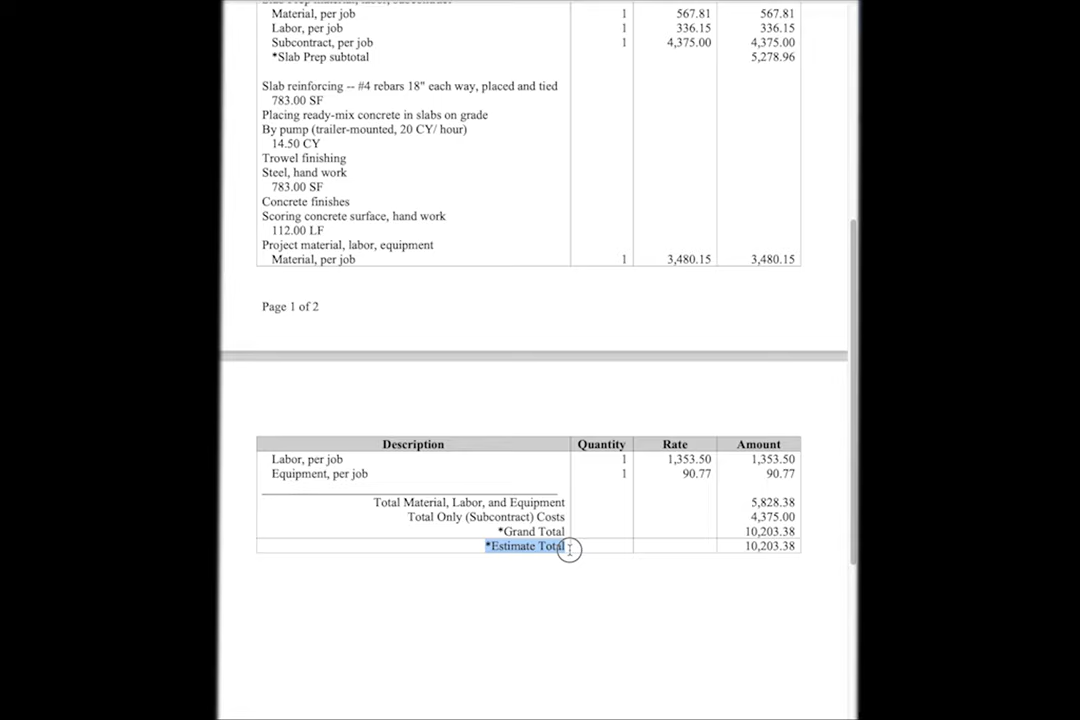 Material, per job 1 567.81 567.81
Labor, per job 1 336.15 336.15
Subcontract, per job 1 4,375.00 4,375.00
*Slab Prep subtotal 5,278.96
Slab reinforcing -- #4 rebars 18" each way, placed and tied
783.00 SF
Placing ready-mix concrete in slabs on grade
By pump (trailer-mounted, 20 CY/ hour)
14.50 CY
Trowel finishing
Steel, hand work
783.00 SF
Concrete finishes
Scoring concrete surface, hand work
112.00 LF
Project material, labor, equipment
Material, per job 1 3,480.15 3,480.15
Page 1 of 2
Description Quantity Rate Amount
Labor, per job 1 1,353.50 1,353.50
Equipment, per job 1 90.77 90.77
Total Material, Labor, and Equipment 5,828.38
Total Only (Subcontract) Costs 4,375.00
*Grand Total 10,203.38
*Estimate Total 10,203.38